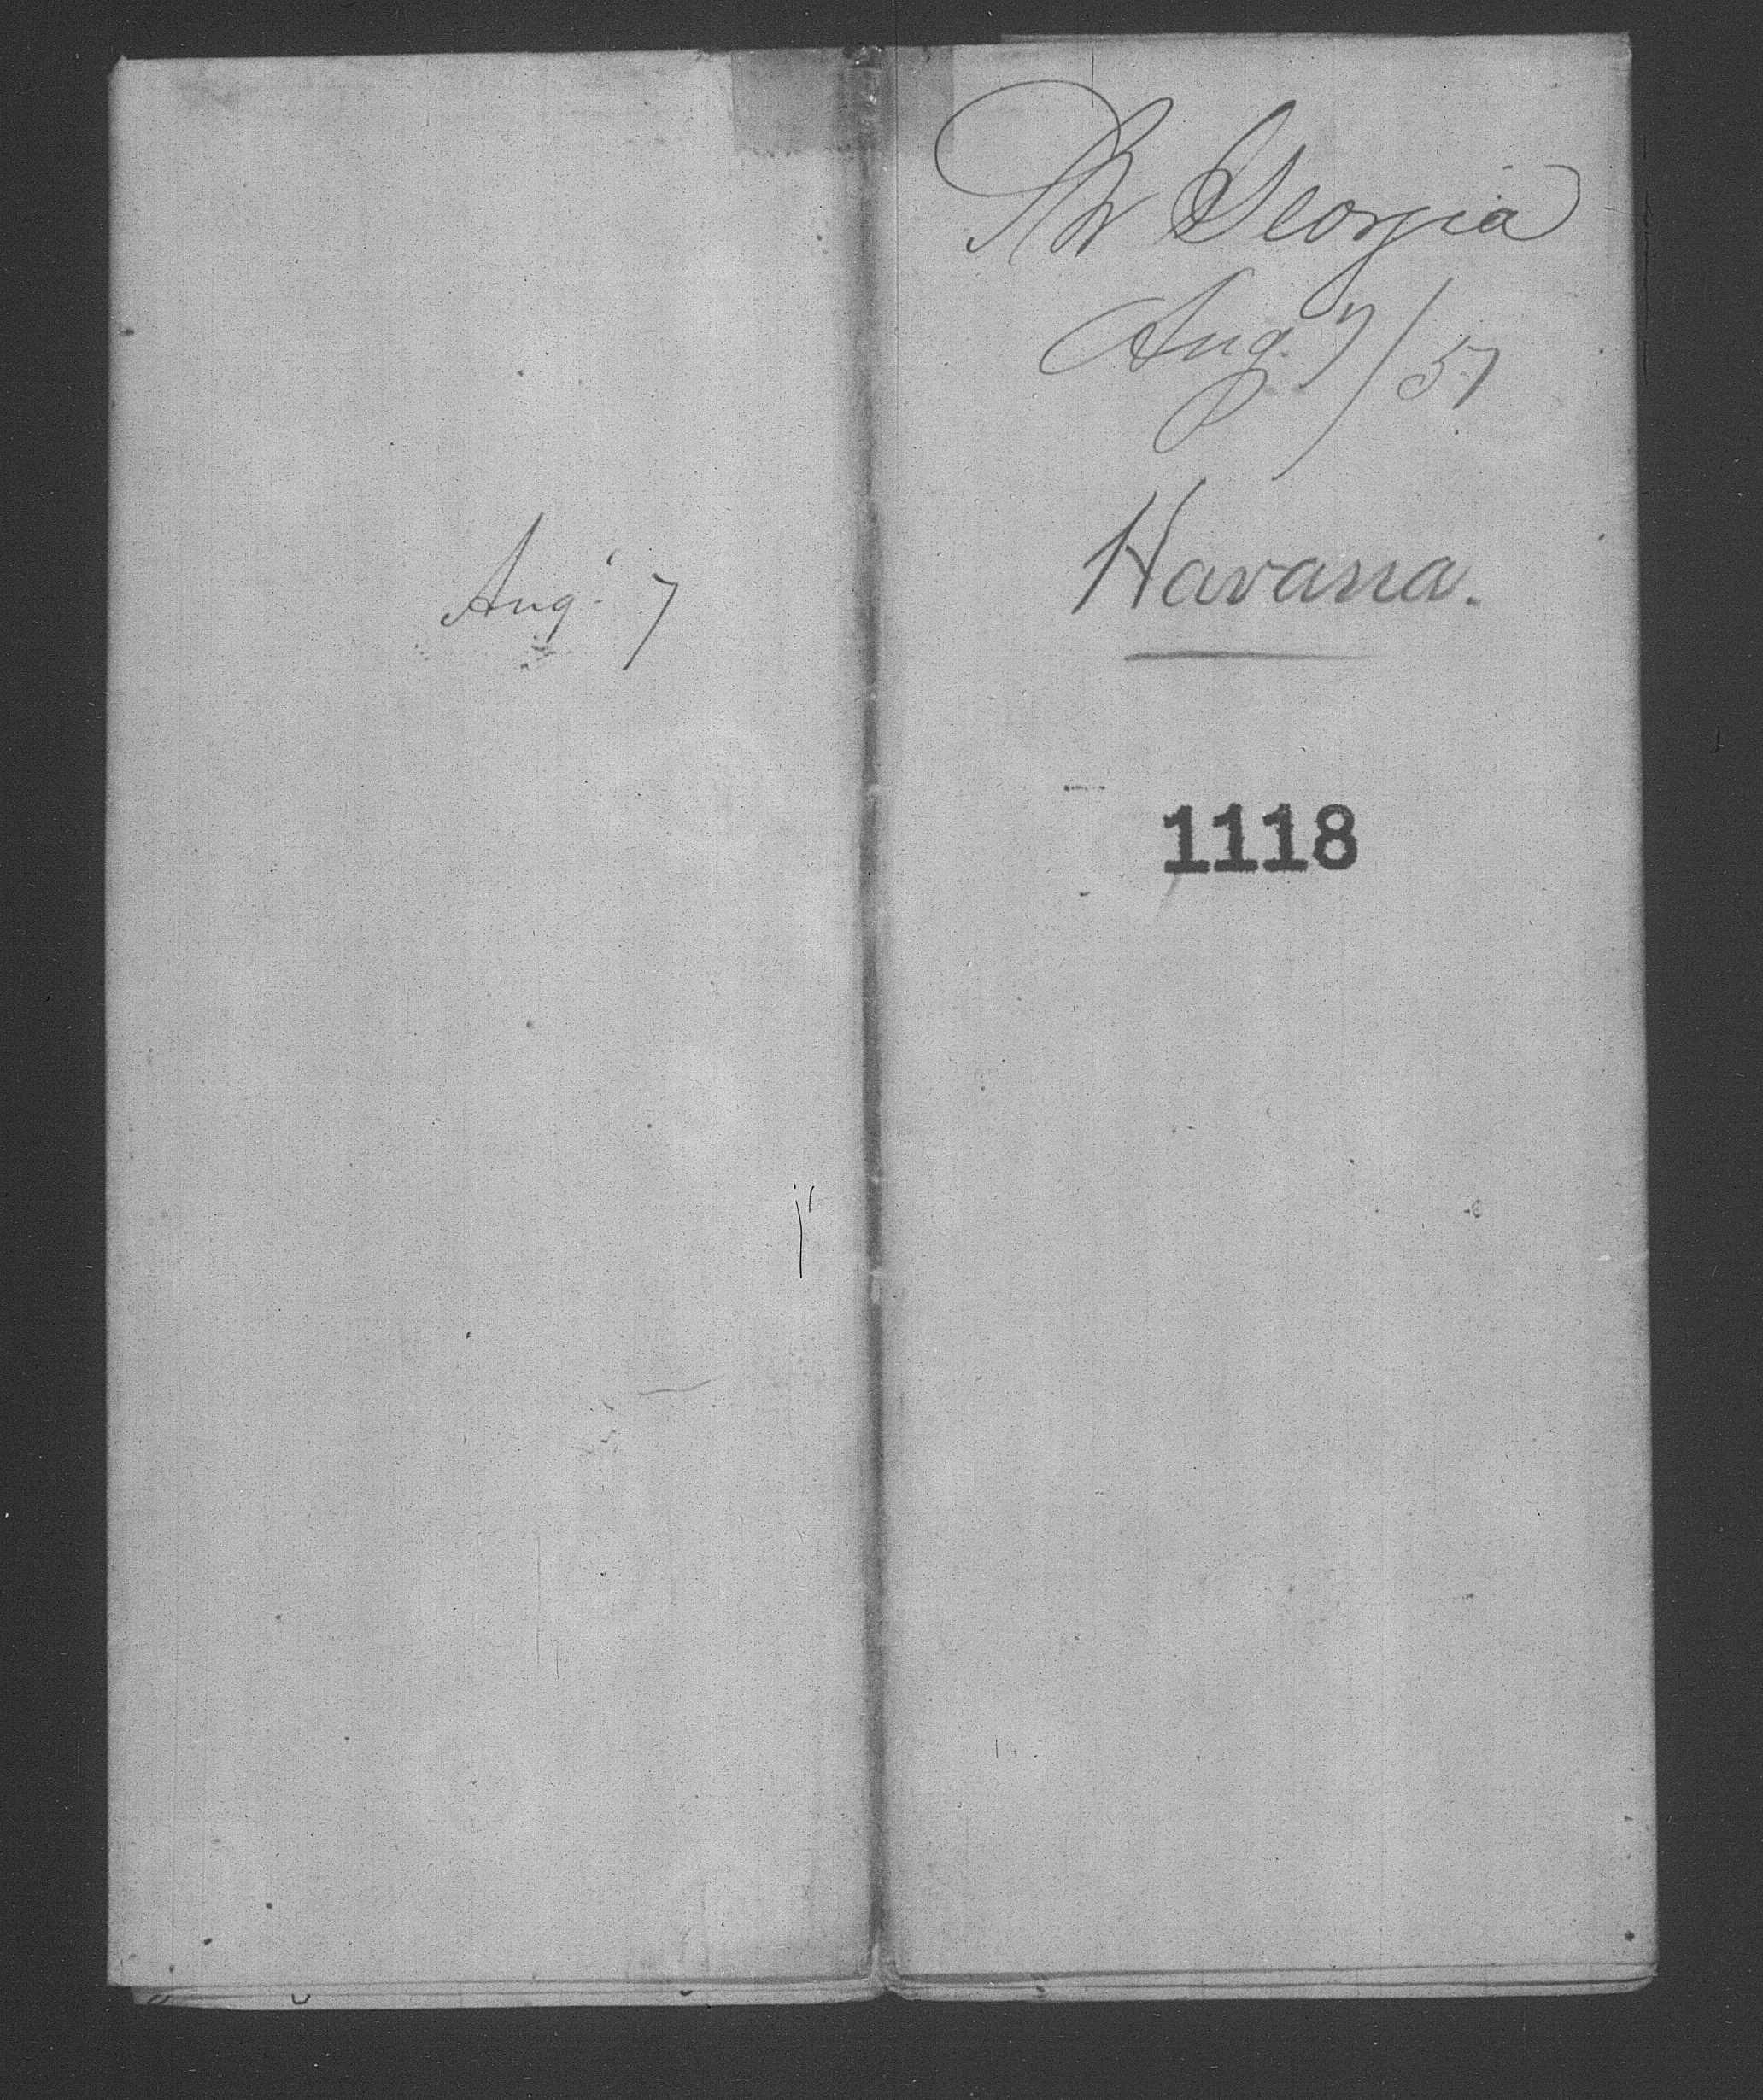 Aug. 7
Str Georgia
Aug. 7/57
Havana.
1118